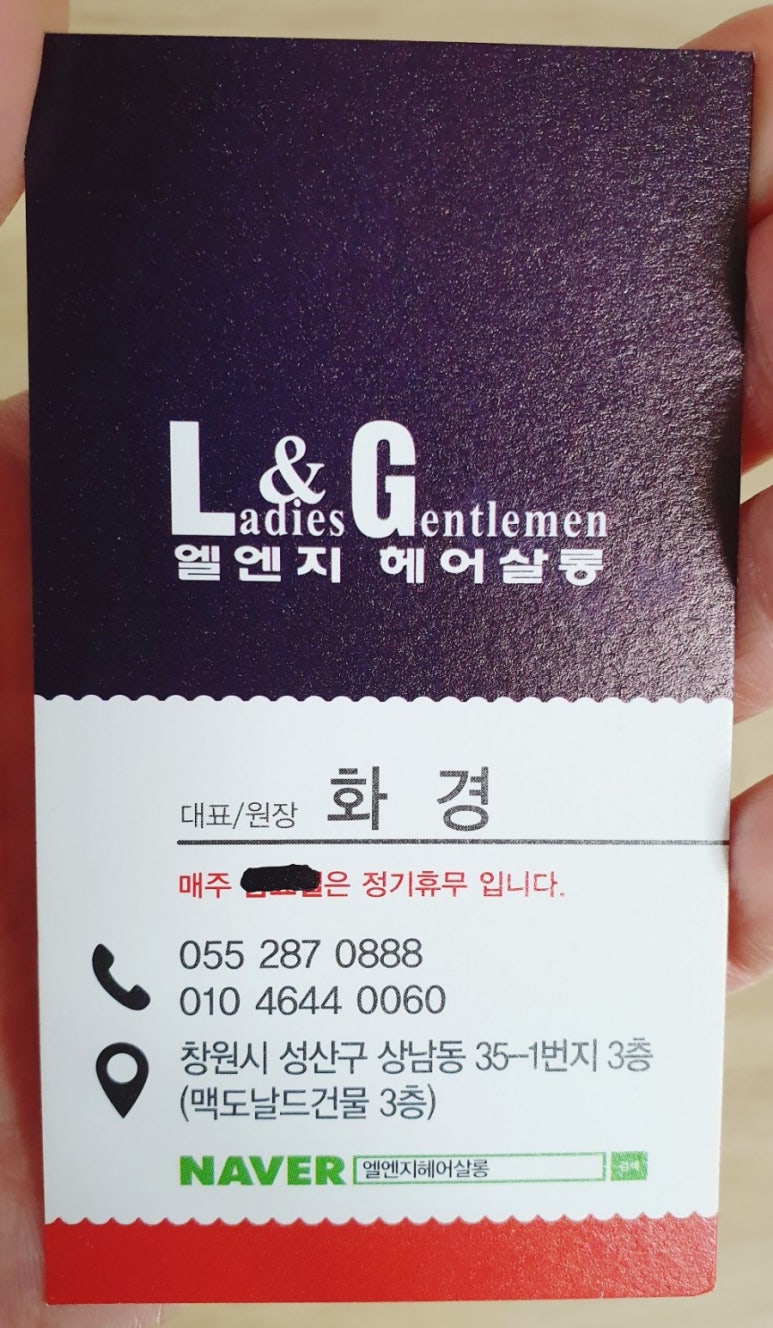 L&G
Ladies Gentlemen
엘엔지 헤어살롱
대표/원장 화 경
매주 은 정기휴무 입니다.
055 287 0888
010 4644 0060
창원시 성산구 상남동 35--1번지 3층
(맥도날드건물 3층)
NAVER 엘엔지헤어살롱 검색